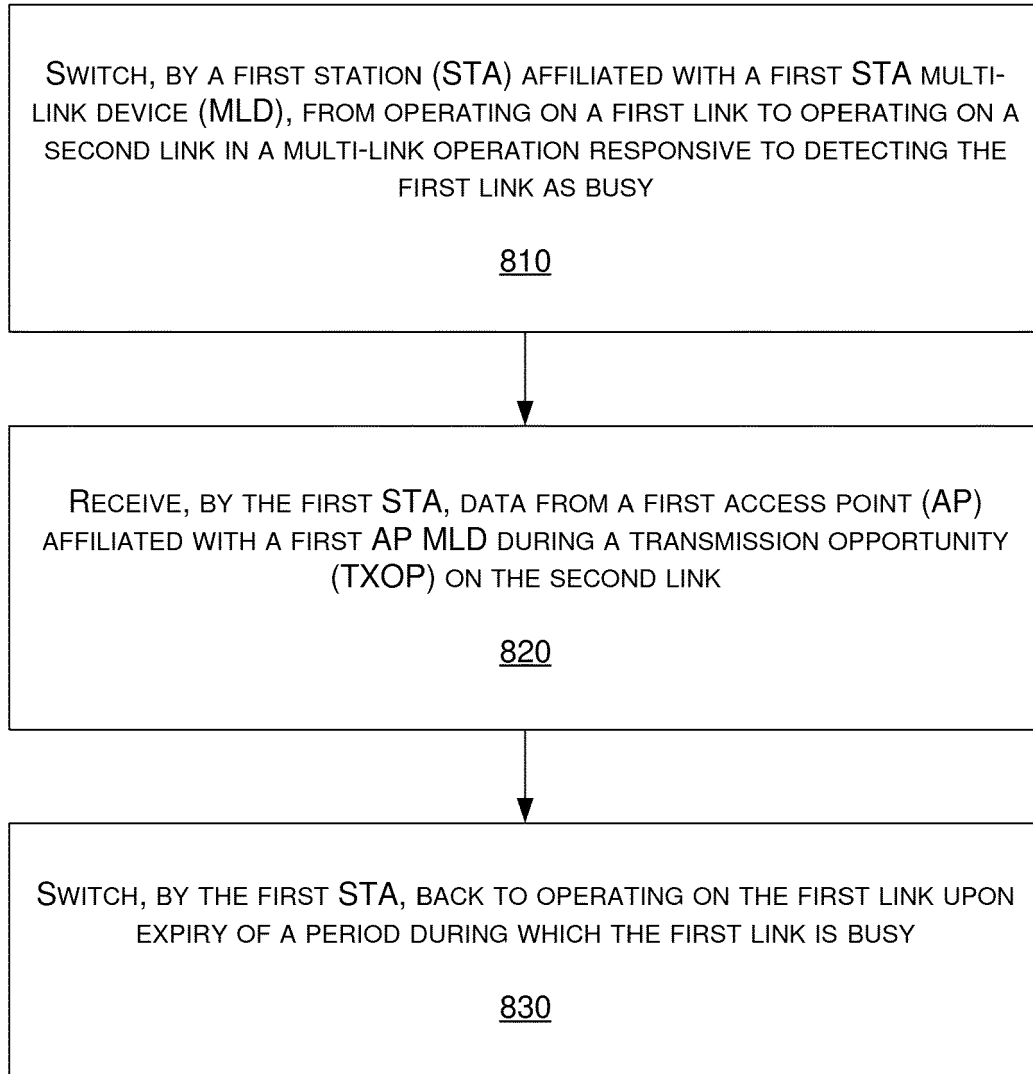 SWITCH, BY A FIRST STATION (STA) AFFILIATED WITH A FIRST STA MULTI-
LINK DEVICE (MLD), FROM OPERATING ON A FIRST LINK TO OPERATING ON A
SECOND LINK IN A MULTI-LINK OPERATION RESPONSIVE TO DETECTING THE
FIRST LINK AS BUSY
810
RECEIVE, BY THE FIRST STA, DATA FROM A FIRST ACCESS POINT (AP)
AFFILIATED WITH A FIRST AP MLD DURING A TRANSMISSION OPPORTUNITY
(TXOP) ON THE SECOND LINK
820
SWITCH, BY THE FIRST STA, BACK TO OPERATING ON THE FIRST LINK UPON
EXPIRY OF A PERIOD DURING WHICH THE FIRST LINK IS BUSY
830